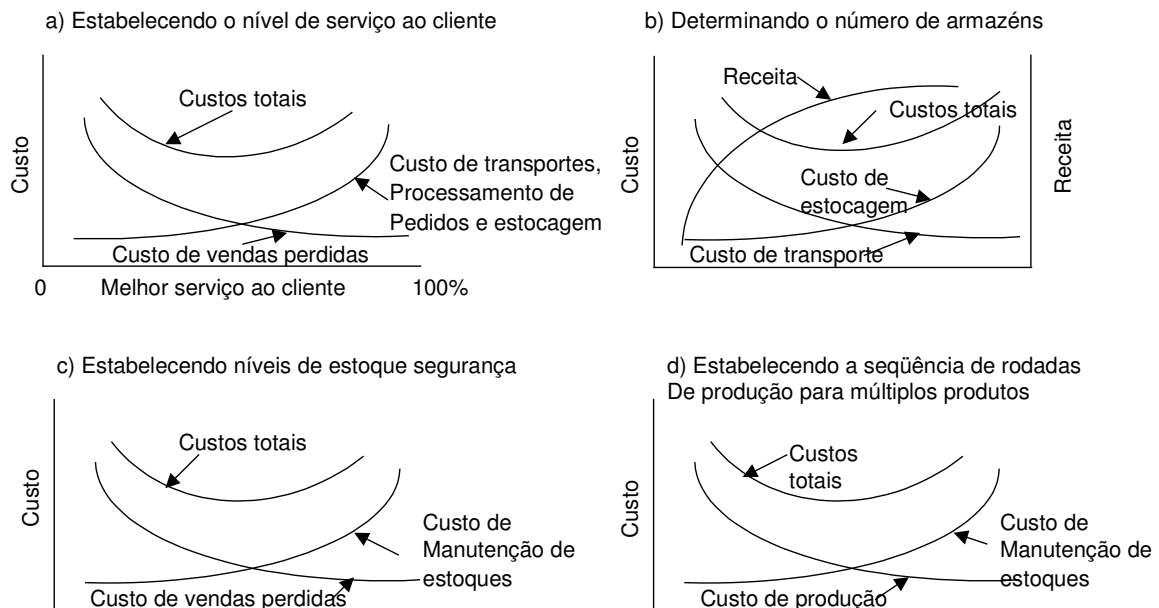 a) Estabelecendo o nível de serviço ao cliente
Custo
Custos totais
Custo de transportes,
Processamento de
Pedidos e estocagem
Custo de vendas perdidas
0
Melhor serviço ao cliente
100%
b) Determinando o número de armazéns
Custo
Receita
Custos totais
Custo de
estocagem
Custo de transporte
Receita
c) Estabelecendo níveis de estoque segurança
Custo
Custos totais
Custo de
Manutenção de
estoques
Custo de vendas perdidas
d) Estabelecendo a seqüência de rodadas
De produção para múltiplos produtos
Custo
Custos
totais
Custo de
Manutenção de
estoques
Custo de produção